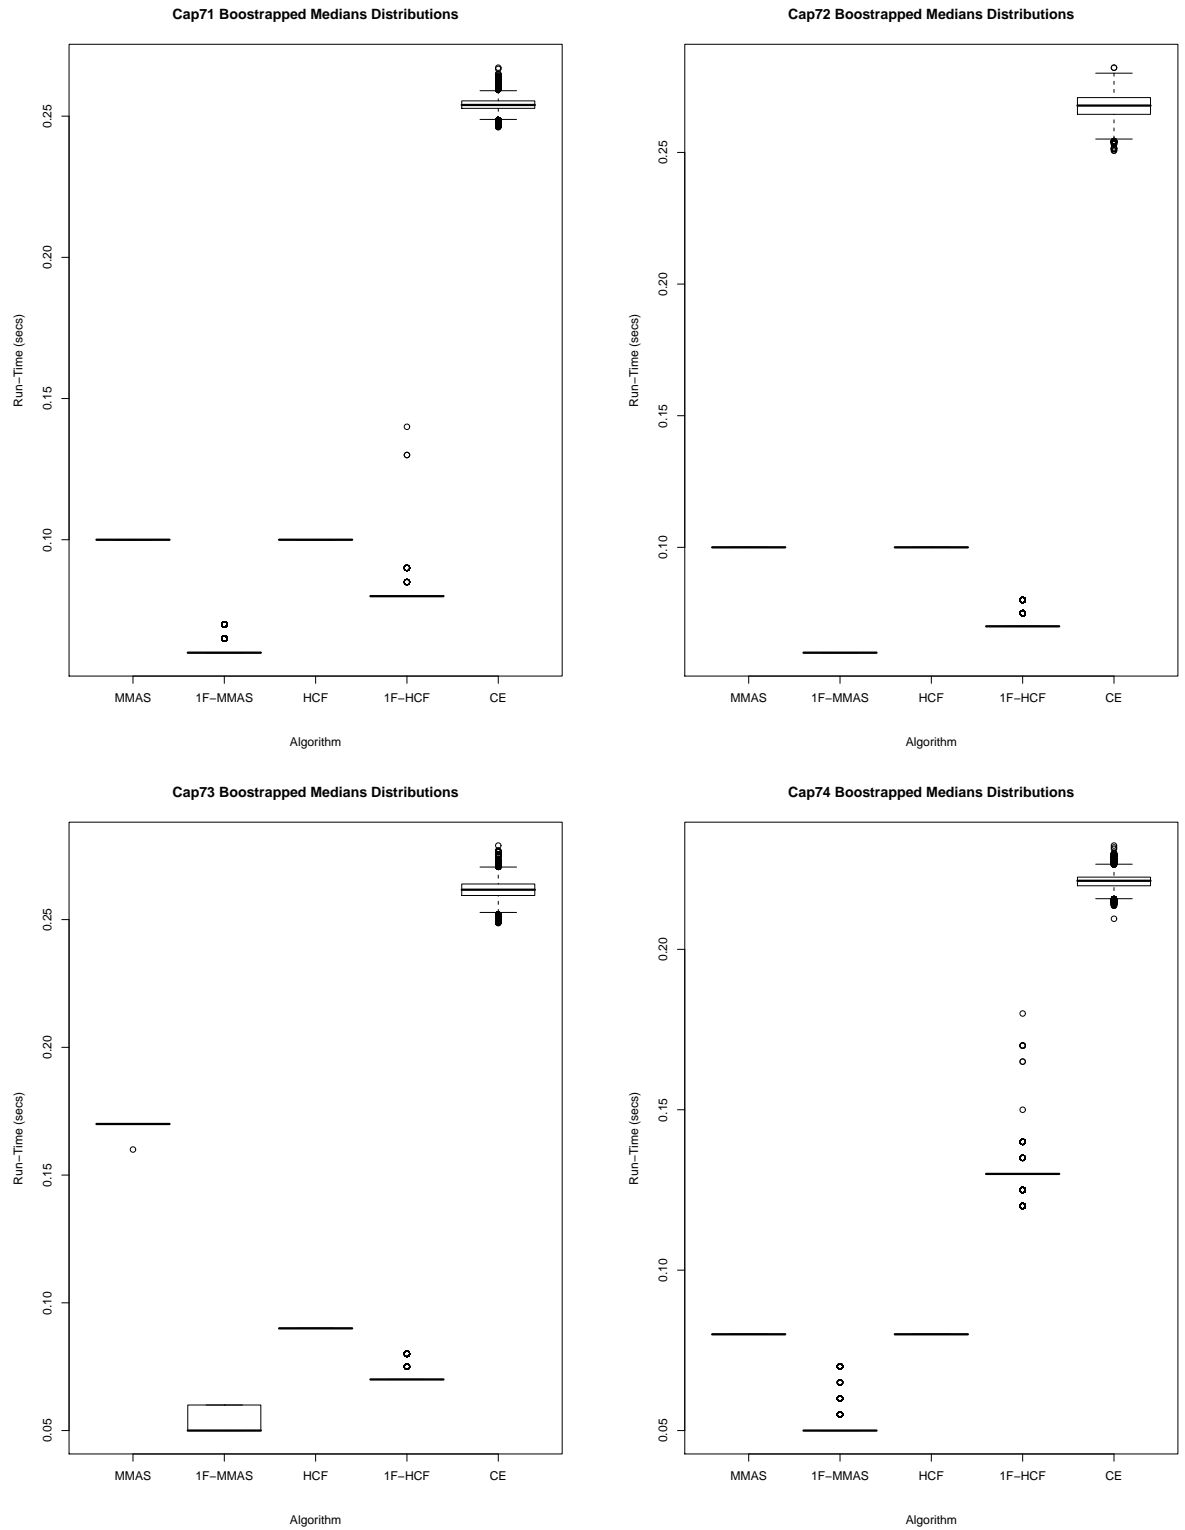 Cap71 Boostrapped Medians Distributions
Run−Time (secs)
0.25
0.20
0.15
0.10
MMAS 1F−MMAS HCF 1F−HCF CE
Algorithm
Cap72 Boostrapped Medians Distributions
Run−Time (secs)
0.25
0.20
0.15
0.10
MMAS 1F−MMAS HCF 1F−HCF CE
Algorithm
Cap73 Boostrapped Medians Distributions
Run−Time (secs)
0.25
0.20
0.15
0.10
0.05
MMAS 1F−MMAS HCF 1F−HCF CE
Algorithm
Cap74 Boostrapped Medians Distributions
Run−Time (secs)
0.20
0.15
0.10
0.05
MMAS 1F−MMAS HCF 1F−HCF CE
Algorithm